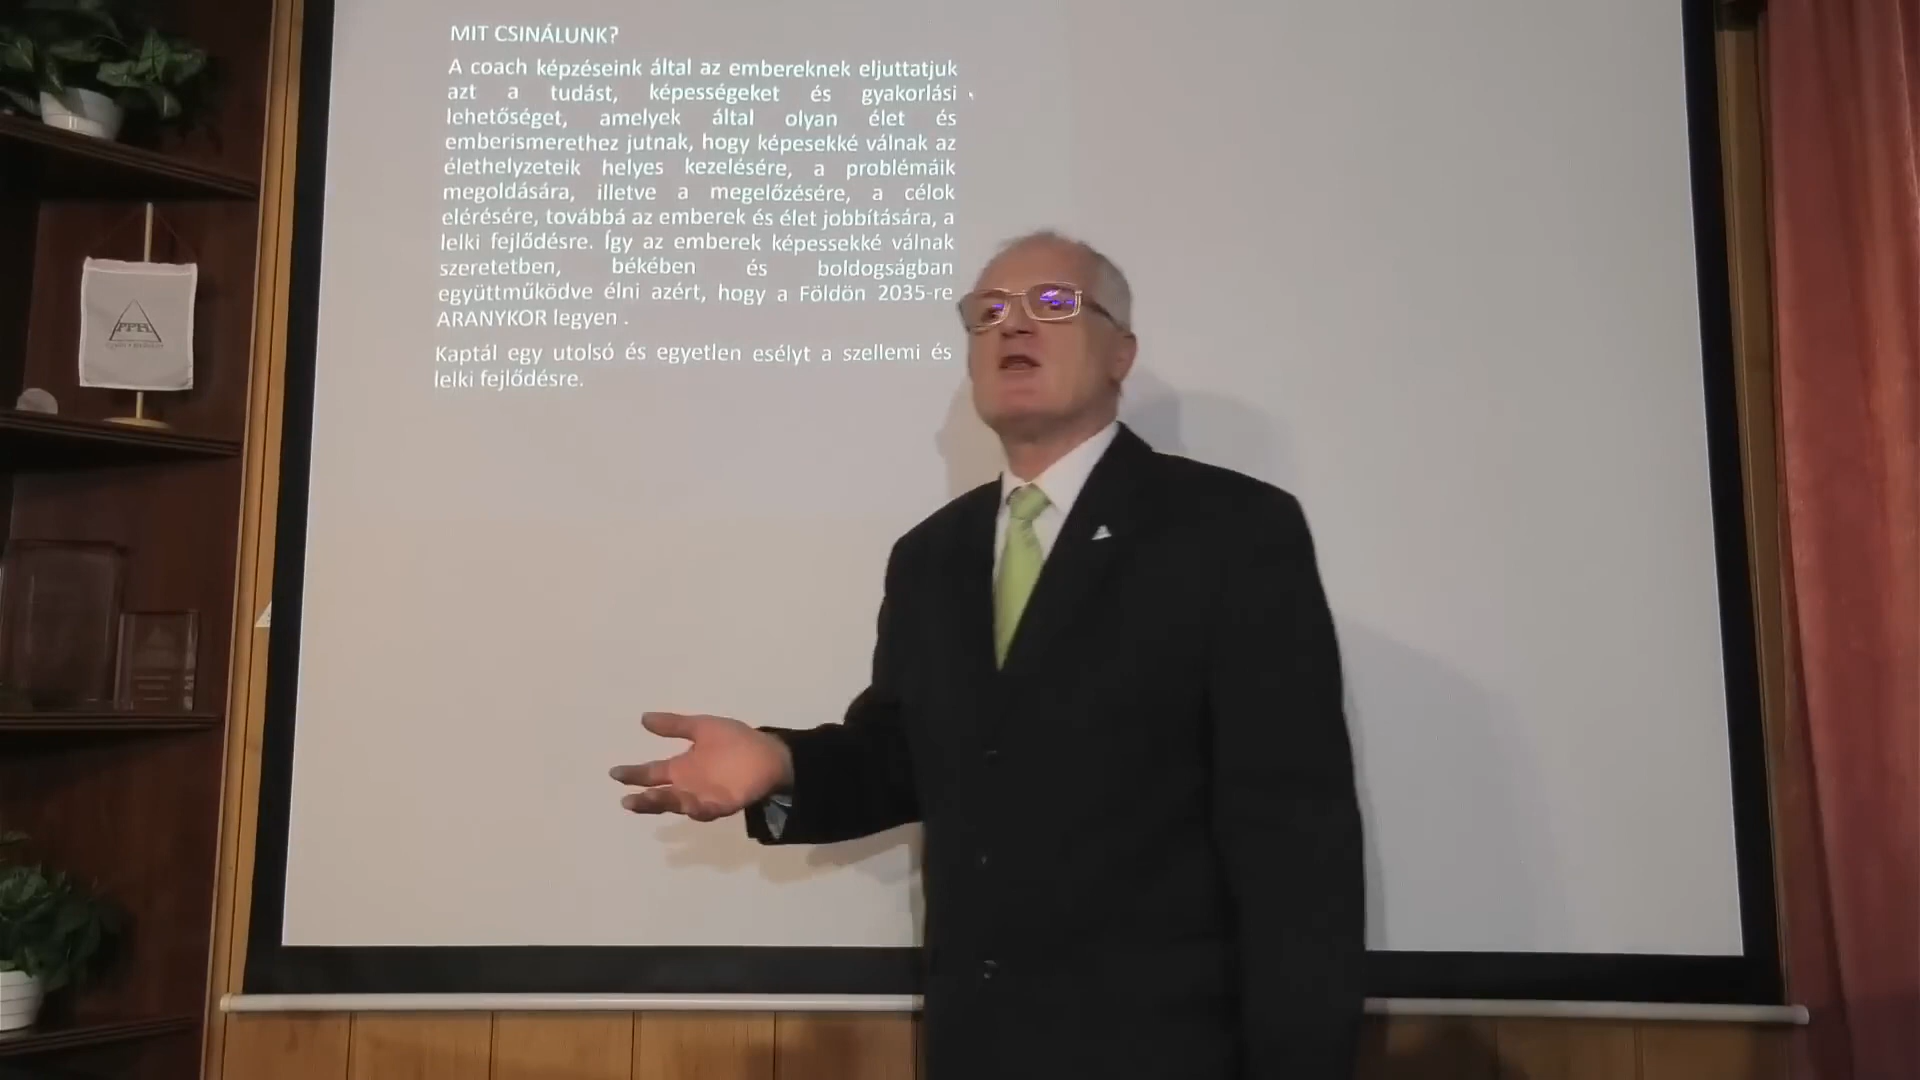 MIT CSINÁLUNK?
A coach képzéseink által az embereknek eljuttatjuk
azt a tudást, képességeket és gyakorlási
lehetőséget, amelyek által olyan élet és
emberismerethez jutnak, hogy képesekké válnak az
élethelyzeteik helyes kezelésére, a problémáik
megoldására, illetve a megelőzésére, a célok
elérésére, továbbá az emberek és élet jobbítására, a
lelki fejlődésre. Így az emberek képessekké válnak
szeretetben, békében és boldogságban
együttműködve élni azért, hogy a Földön 2035-re
ARANYKOR legyen .
Kaptál egy utolsó és egyetlen esélyt a szellemi és
lelki fejlődésre.